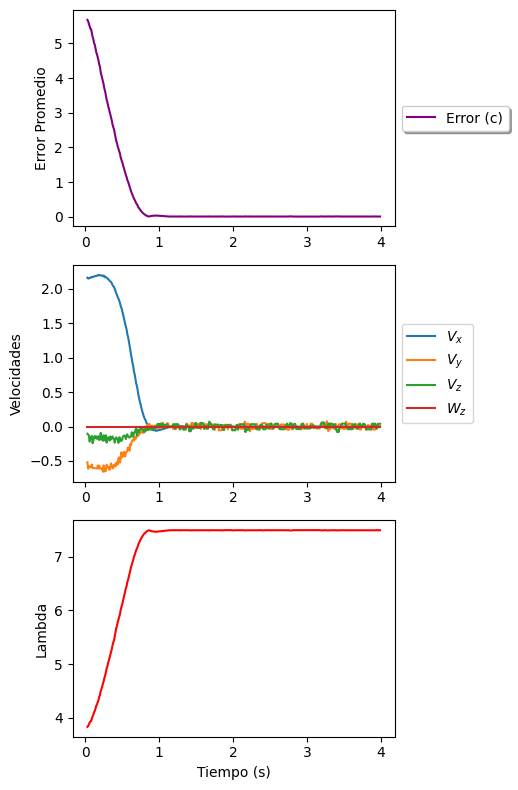 5
4
3
2
1
0
Error Promedio
0 1 2 3 4
Error (c)
2.0
1.5
1.0
0.5
0.0
−0.5
Velocidades
0 1 2 3 4
V_x
V_y
V_z
W_z
7
6
5
4
Lambda
0 1 2 3 4
Tiempo (s)